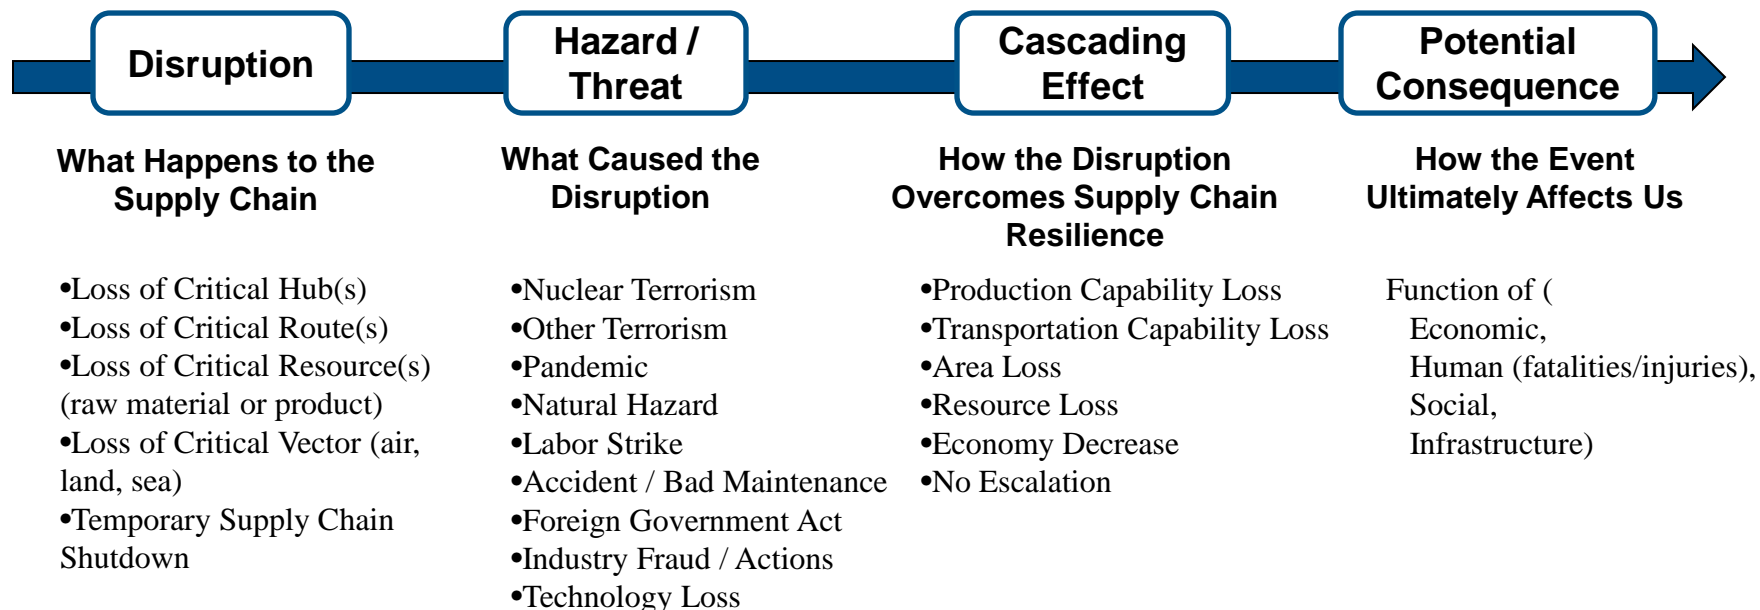 Disruption
Hazard /
Threat
Cascading
Effect
Potential
Consequence
What Happens to the
Supply Chain
•Loss of Critical Hub(s)
•Loss of Critical Route(s)
•Loss of Critical Resource(s)
(raw material or product)
•Loss of Critical Vector (air,
land, sea)
•Temporary Supply Chain
Shutdown
What Caused the
Disruption
•Nuclear Terrorism
•Other Terrorism
•Pandemic
•Natural Hazard
•Labor Strike
•Accident / Bad Maintenance
•Foreign Government Act
•Industry Fraud / Actions
•Technology Loss
How the Disruption
Overcomes Supply Chain
Resilience
•Production Capability Loss
•Transportation Capability Loss
•Area Loss
•Resource Loss
•Economy Decrease
•No Escalation
How the Event
Ultimately Affects Us
Function of (
Economic,
Human (fatalities/injuries),
Social,
Infrastructure)